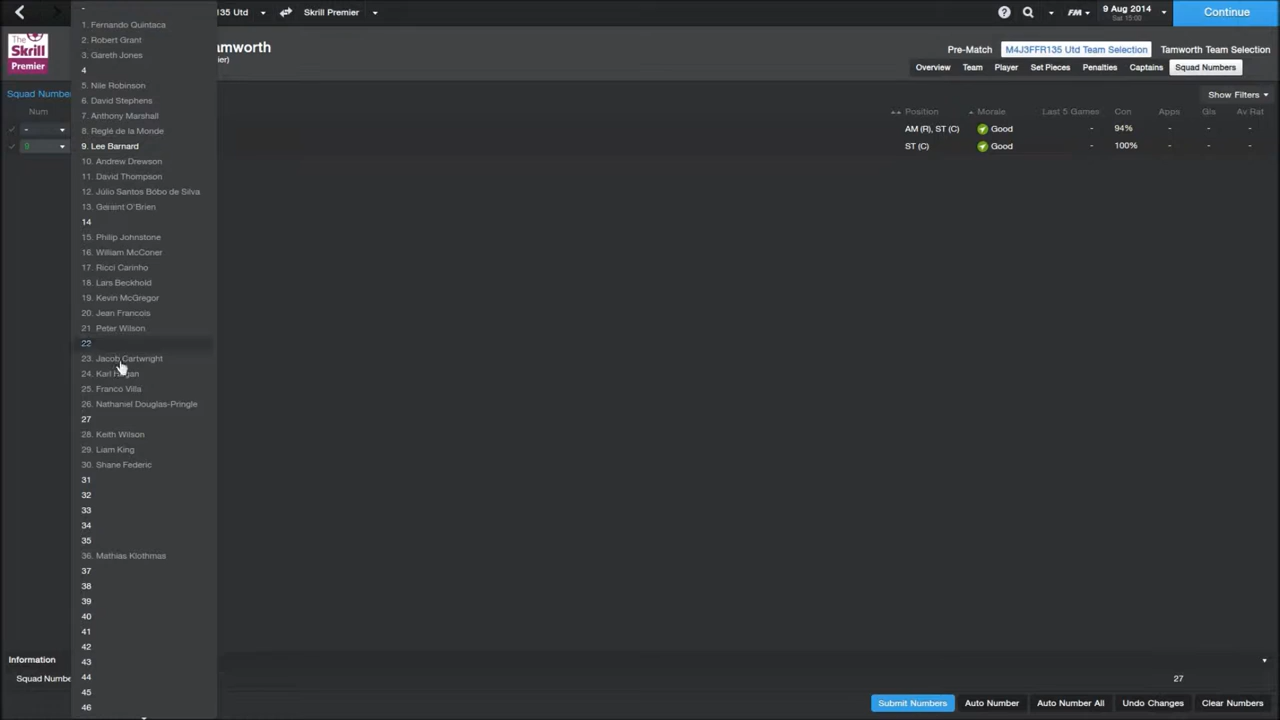 135 Utd
Skrill Premier
FM
9 Aug 2014
Sat 15:00
Continue
The
Skrill
Premier
amworth
ier)
Pre-Match
M4J3FFR135 Utd Team Selection
Tamworth Team Selection
Overview
Team
Player
Set Pieces
Penalties
Captains
Squad Numbers
Squad Numbe
Show Filters
Num
Position
Morale
Last 5 Games
Con
Apps
Gls
Av Rat
-
AM (R), ST (C)
Good
-
94%
-
-
-
9
ST (C)
Good
-
100%
-
-
-
-
1. Fernando Quintaca
2. Robert Grant
3. Gareth Jones
4
5. Nile Robinson
6. David Stephens
7. Anthony Marshall
8. Reglé de la Monde
9. Lee Barnard
10. Andrew Drewson
11. David Thompson
12. Júlio Santos Bobo de Silva
13. Geraint O'Brien
14
15. Philip Johnstone
16. William McConer
17. Ricci Carinho
18. Lars Beckhold
19. Kevin McGregor
20. Jean Francois
21 Peter Wilson
22
23. Jacob Cartwright
24. Karl
25. Franco Villa
26. Nathaniel Douglas-Pringle
27
28. Keith Wilson
29. Liam King
30. Shane Federic
31
32
33
34
35
36. Mathias Klothmas
37
38
39
40
41
42
43
44
45
46
Information
Squad Numbe
27
Submit Numbers
Auto Number
Auto Number All
Undo Changes
Clear Numbers